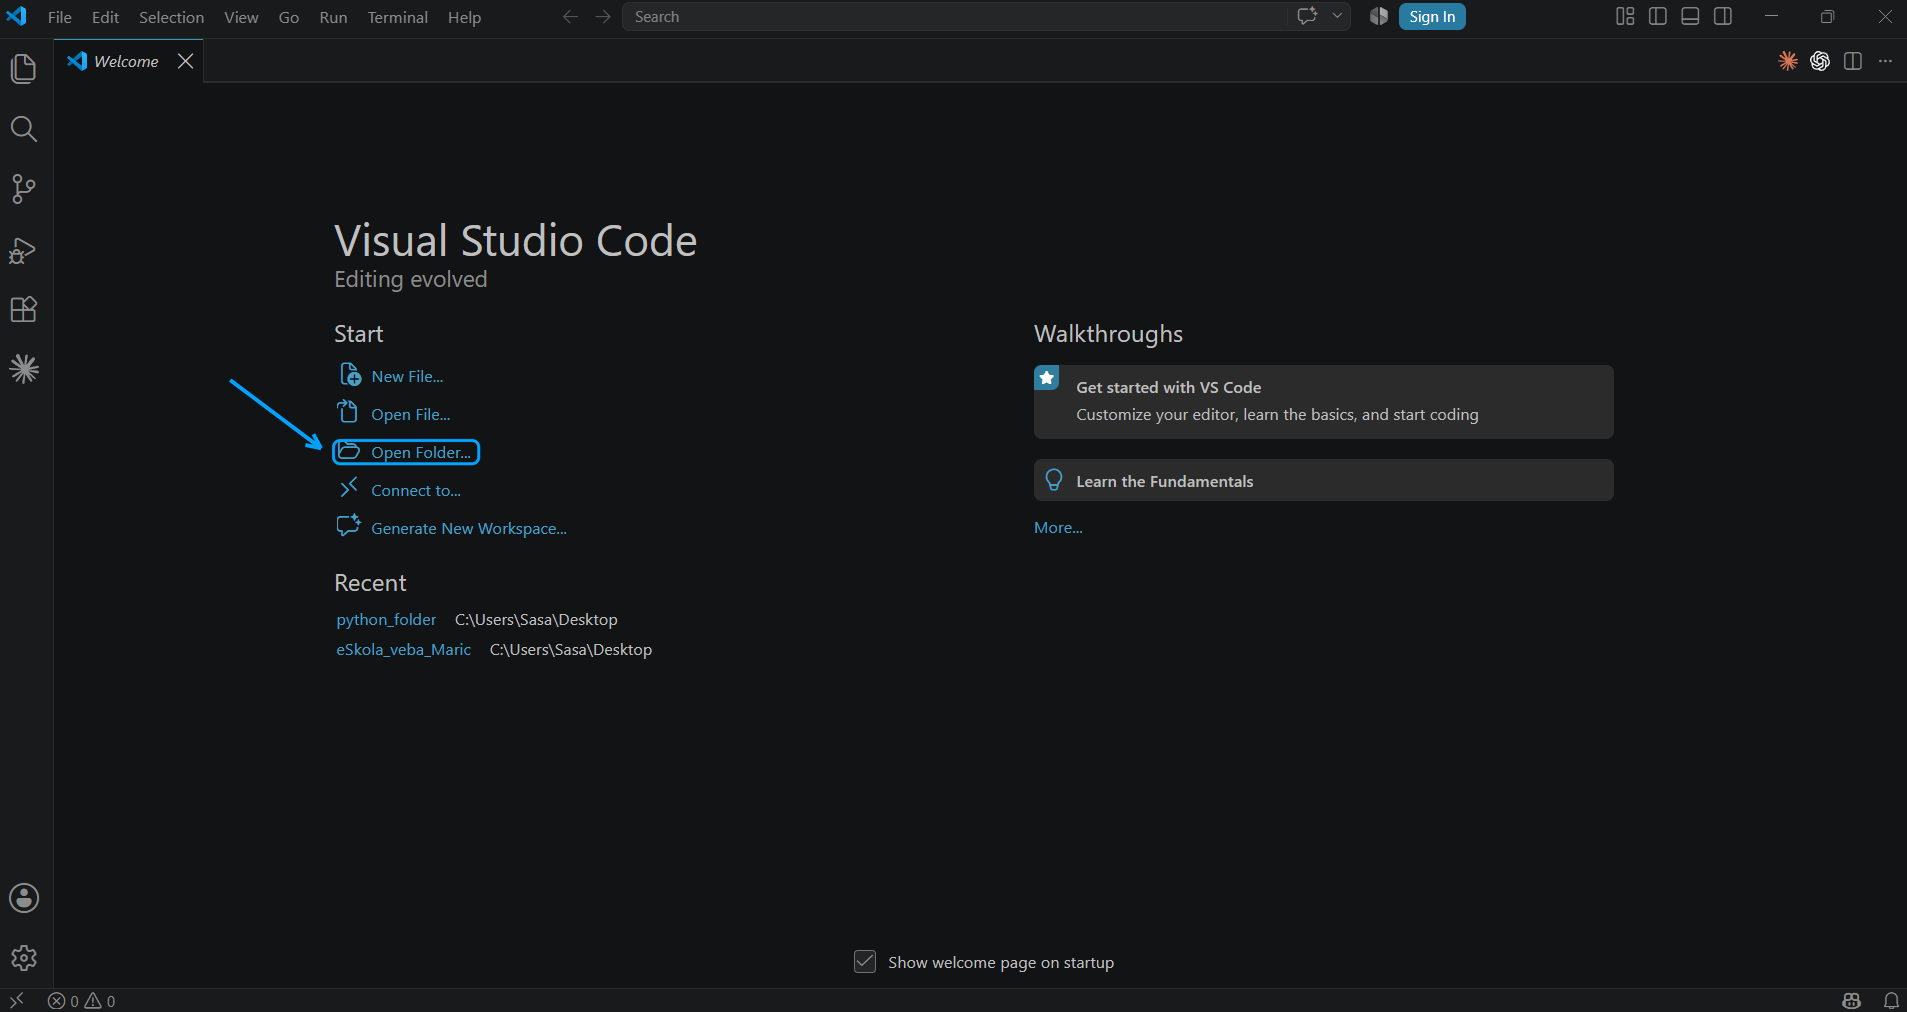 File Edit Selection View Go Run Terminal Help
Search
Sign In
Welcome
Visual Studio Code
Editing evolved
Start
New File...
Open File...
Open Folder...
Connect to...
Generate New Workspace...
Recent
python_folder C:\Users\Sasa\Desktop
eSkola_veba_Maric C:\Users\Sasa\Desktop
Walkthroughs
Get started with VS Code
Customize your editor, learn the basics, and start coding
Learn the Fundamentals
More...
Show welcome page on startup
0 0